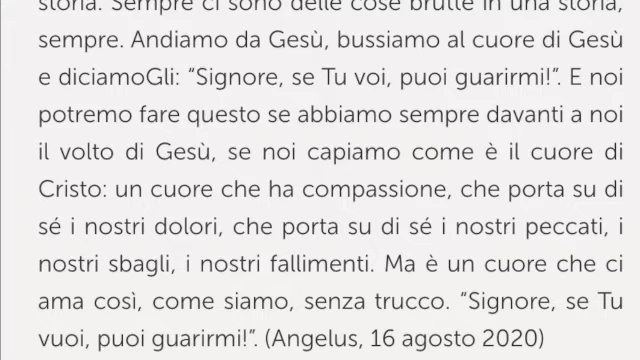 storia. Sempre ci sono delle cose brutte in una storia,
sempre. Andiamo da Gesù, bussiamo al cuore di Gesù
e diciamoGli: “Signore, se Tu voi, puoi guarirmi!”. E noi
potremo fare questo se abbiamo sempre davanti a noi
il volto di Gesù, se noi capiamo come è il cuore di
Cristo: un cuore che ha compassione, che porta su di
sé i nostri dolori, che porta su di sé i nostri peccati, i
nostri sbagli, i nostri fallimenti. Ma è un cuore che ci
ama così, come siamo, senza trucco. “Signore, se Tu
vuoi, puoi guarirmi!”. (Angelus, 16 agosto 2020)